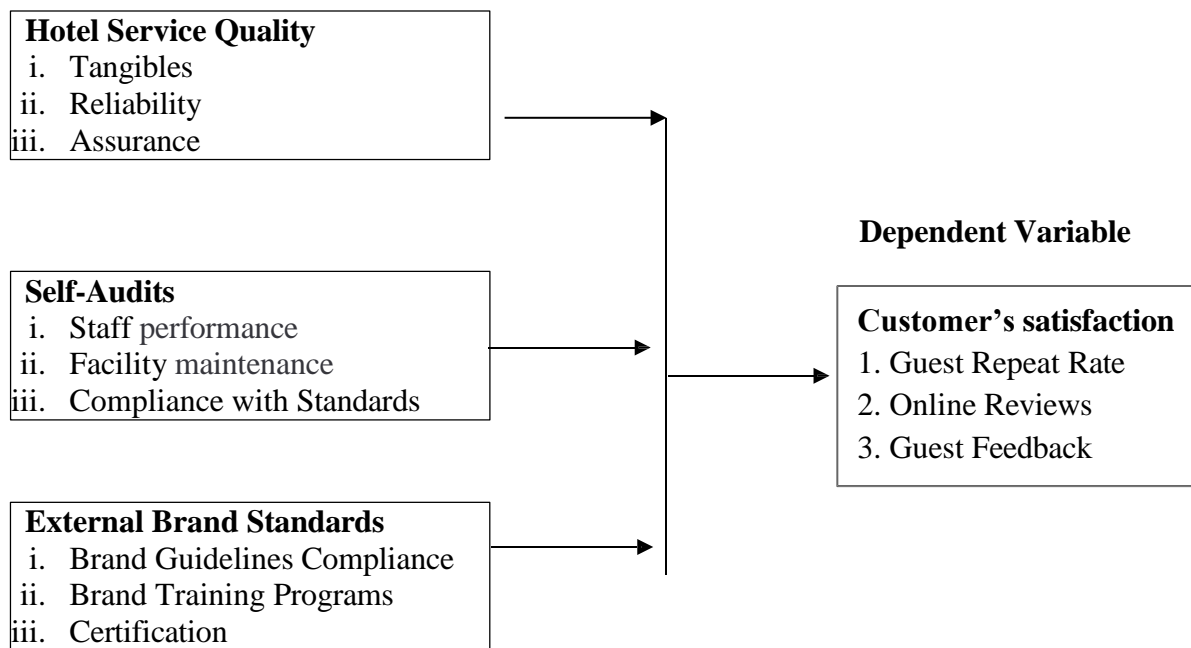 Hotel Service Quality
i. Tangibles
ii. Reliability
iii. Assurance
Self-Audits
i. Staff performance
ii. Facility maintenance
iii. Compliance with Standards
External Brand Standards
i. Brand Guidelines Compliance
ii. Brand Training Programs
iii. Certification
Dependent Variable
Customer’s satisfaction
1. Guest Repeat Rate
2. Online Reviews
3. Guest Feedback